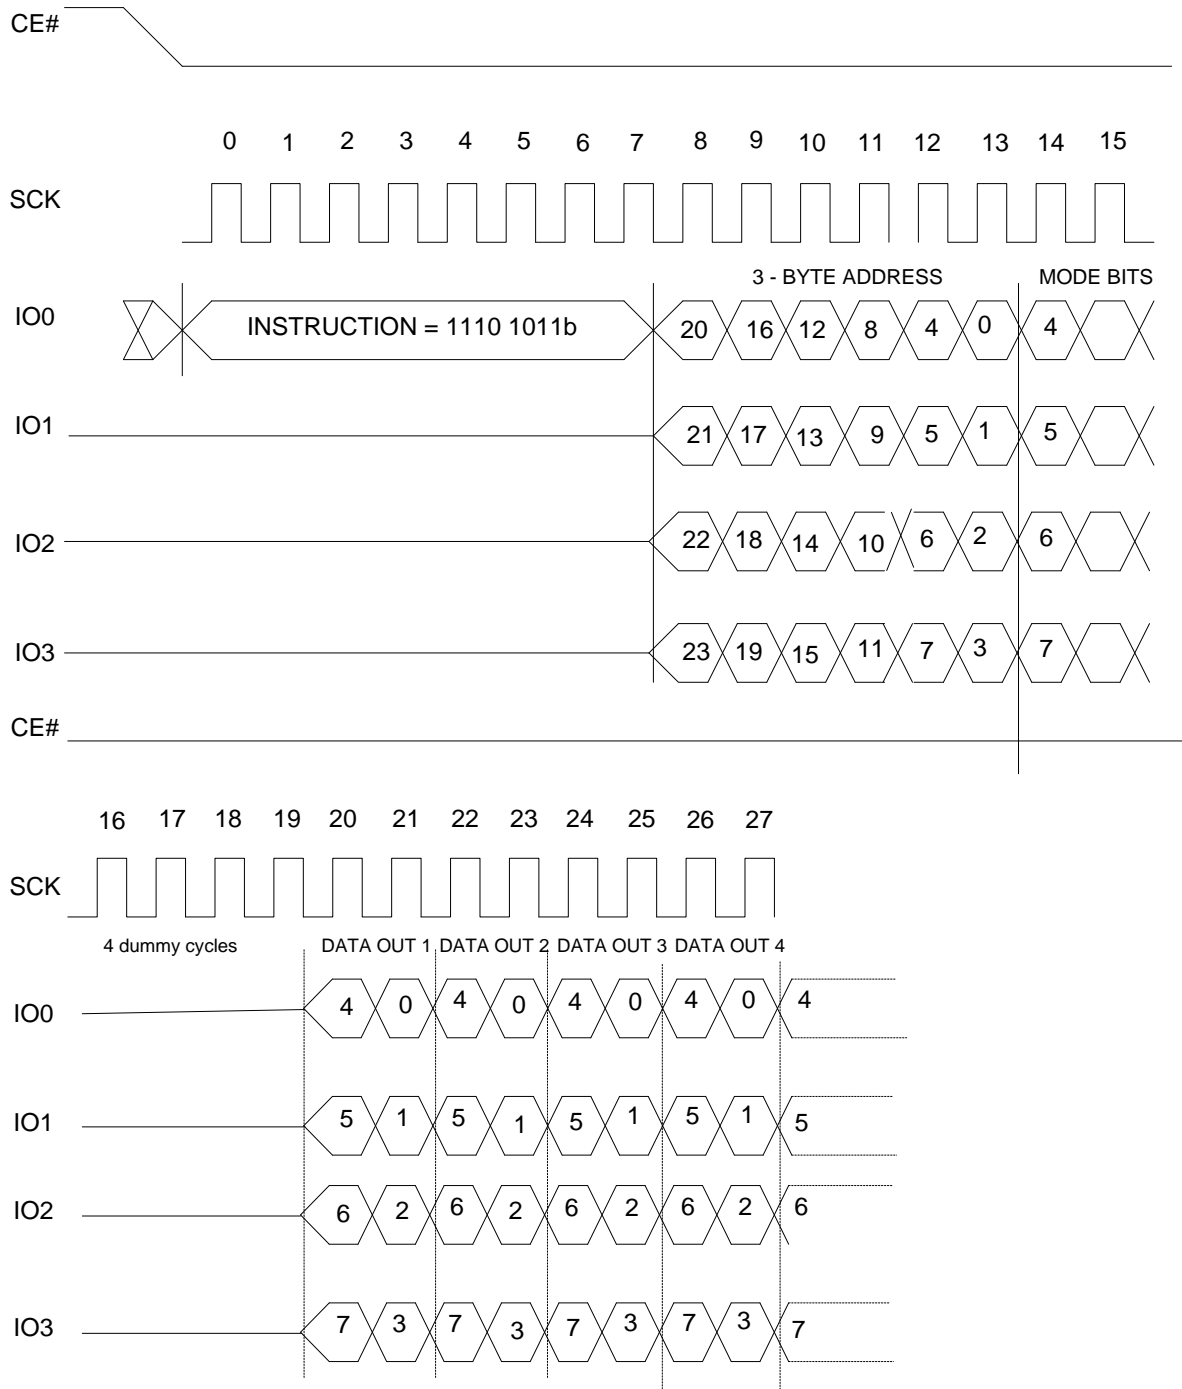 CE#
0 1 2 3 4 5 6 7 8 9 10 11 12 13 14 15
SCK
3 - BYTE ADDRESS MODE BITS
IO0 INSTRUCTION = 1110 1011b 20 16 12 8 4 0 4
IO1 21 17 13 9 5 1 5
IO2 22 18 14 10 6 2 6
IO3 23 19 15 11 7 3 7
CE#
16 17 18 19 20 21 22 23 24 25 26 27
SCK
4 dummy cycles DATA OUT 1 DATA OUT 2 DATA OUT 3 DATA OUT 4
IO0 4 0 4 0 4 0 4 0 4
IO1 5 1 5 1 5 1 5 1 5
IO2 6 2 6 2 6 2 6 2 6
IO3 7 3 7 3 7 3 7 3 7